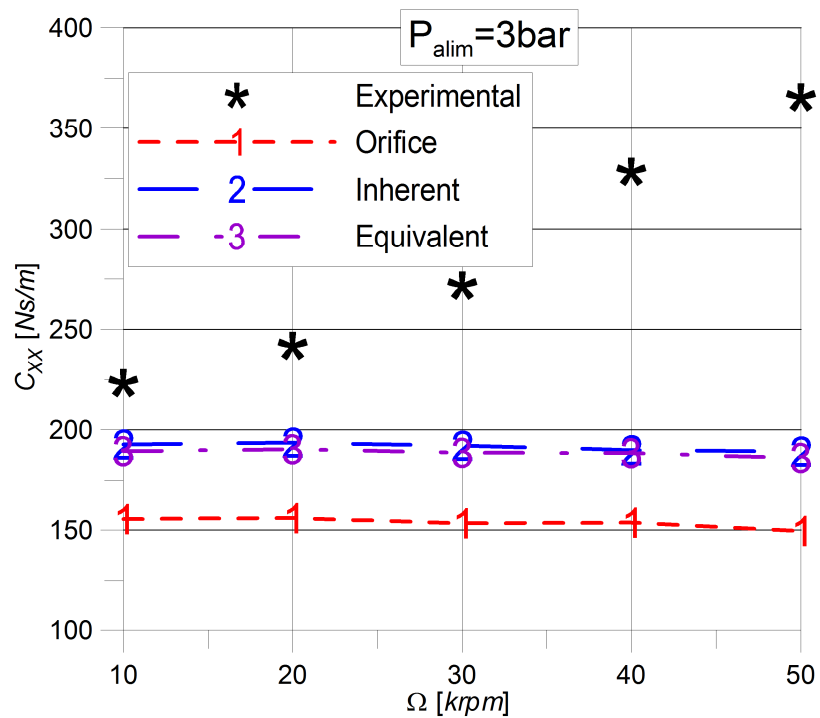 P_alim=3bar
* Experimental
1 Orifice
2 Inherent
3 Equivalent
400
350
300
250
200
150
100
C_XX [Ns/m]
10 20 30 40 50
Ω [krpm]